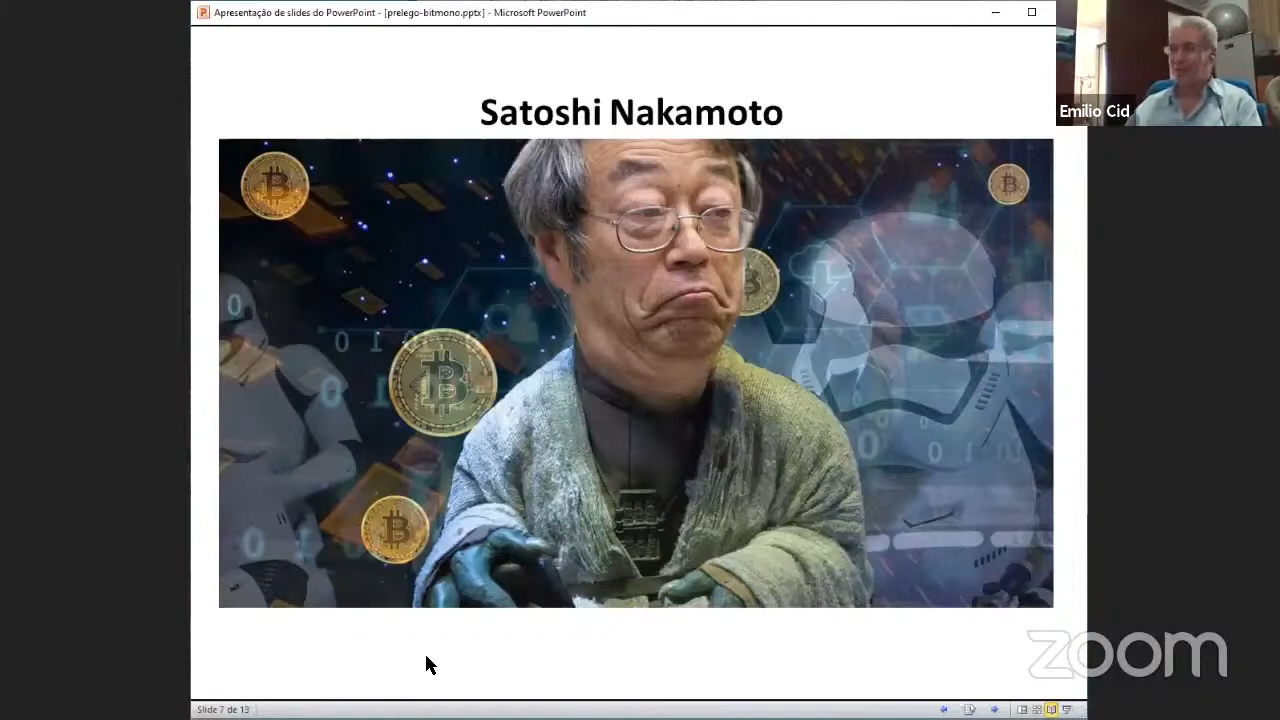 Apresentação de slides do PowerPoint - [prelego-bitmono.pptx] - Microsoft PowerPoint
Emilio Cid
Satoshi Nakamoto
zoom
Slide 7 de 13